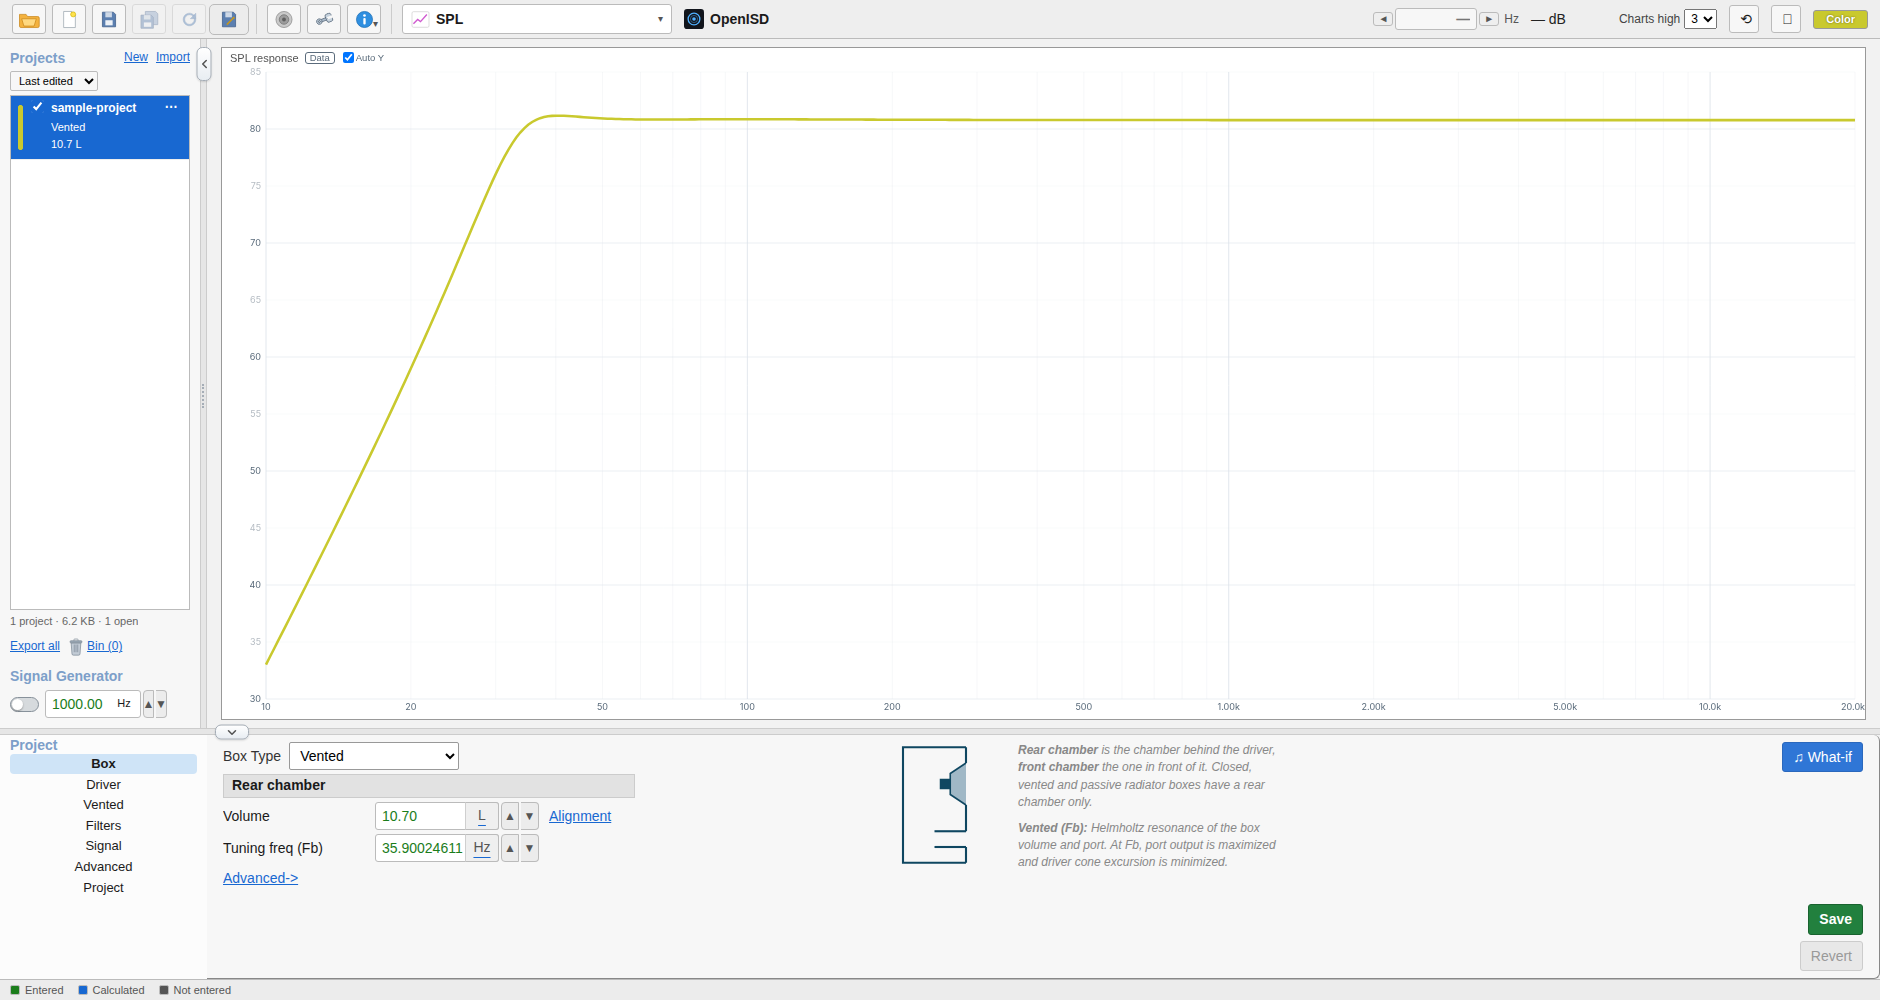 SPL
OpenISD
Hz
— dB
Charts high 3
Color
Projects
New
Import
Last edited
sample-project
Vented
10.7 L
1 project · 6.2 KB · 1 open
Export all
Bin (0)
Signal Generator
1000.00 Hz
SPL response
Data
Auto Y
85
80
75
70
65
60
55
50
45
40
35
30
10
20
50
100
200
500
1.00k
2.00k
5.00k
10.0k
20.0k
Project
Box
Driver
Vented
Filters
Signal
Advanced
Project
Box Type Vented
Rear chamber
Volume 10.70 L Alignment
Tuning freq (Fb) 35.90024611 Hz
Advanced->
Rear chamber is the chamber behind the driver,
front chamber the one in front of it. Closed,
vented and passive radiator boxes have a rear
chamber only.
Vented (Fb): Helmholtz resonance of the box
volume and port. At Fb, port output is maximized
and driver cone excursion is minimized.
♫ What-if
Save
Revert
Entered
Calculated
Not entered